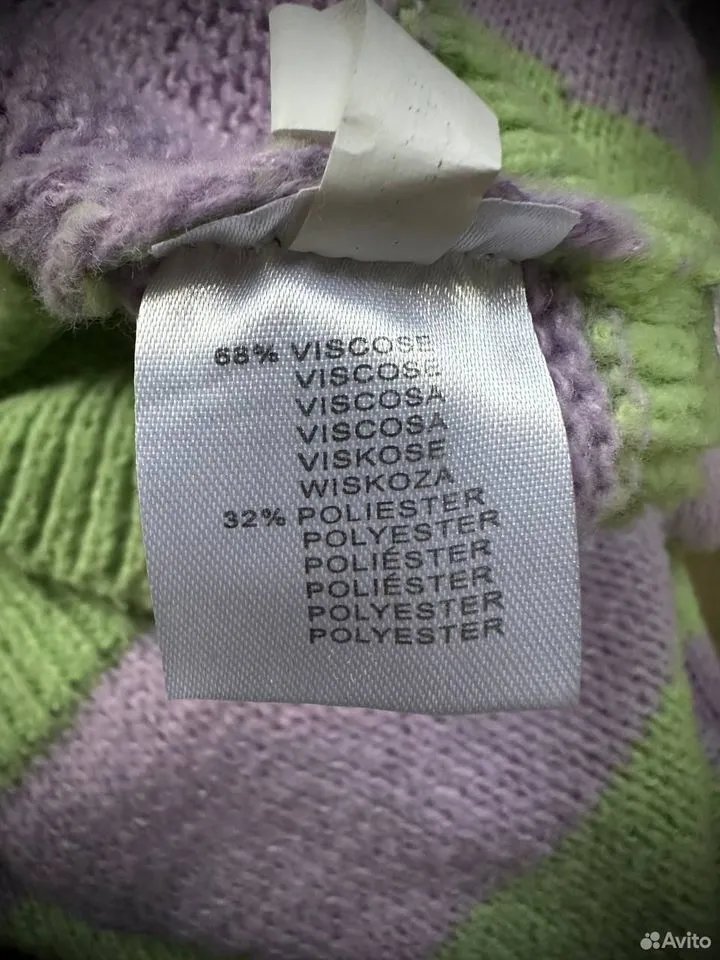 68% VISCOSE
VISCOSE
VISCOSA
VISCOSA
VISKOSE
WISKOZA
32% POLIESTER
POLYESTER
POLIÉSTER
POLIÉSTER
POLYESTER
POLYESTER
Avito